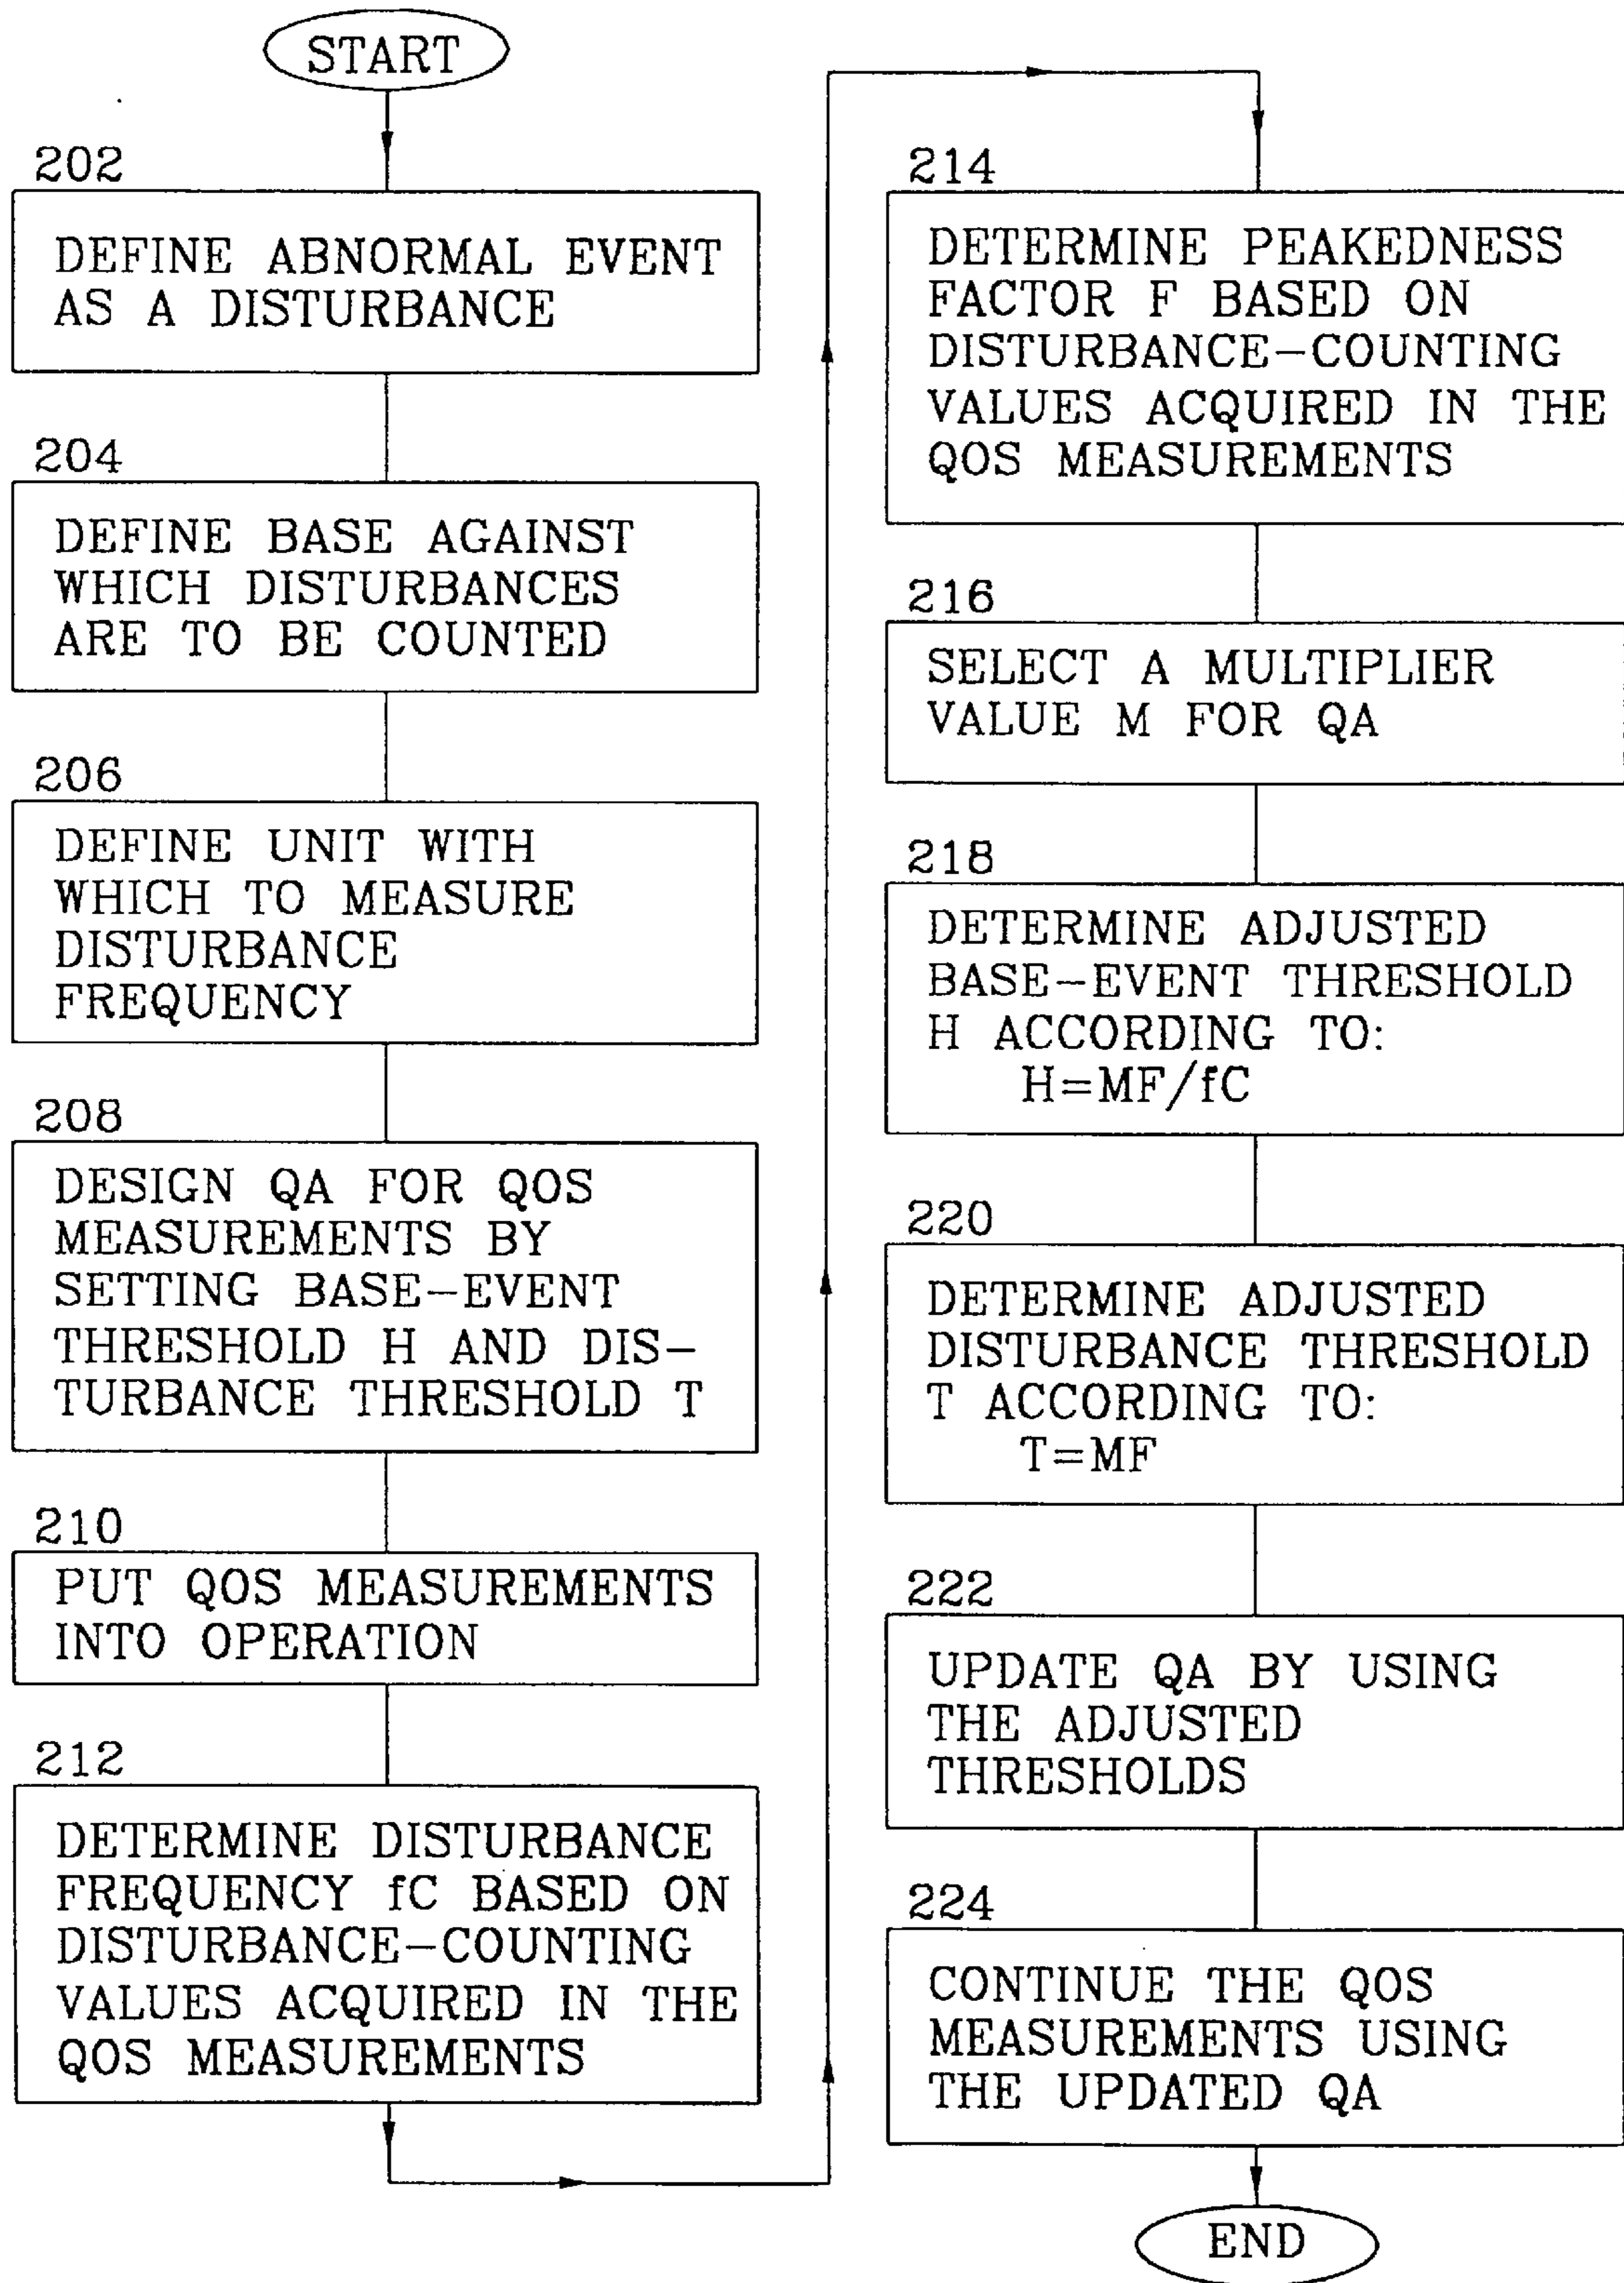 START
202
DEFINE ABNORMAL EVENT
AS A DISTURBANCE
204
DEFINE BASE AGAINST
WHICH DISTURBANCES
ARE TO BE COUNTED
206
DEFINE UNIT WITH
WHICH TO MEASURE
DISTURBANCE
FREQUENCY
208
DESIGN QA FOR QOS
MEASUREMENTS BY
SETTING BASE-EVENT
THRESHOLD H AND DIS-
TURBANCE THRESHOLD T
210
PUT QOS MEASUREMENTS
INTO OPERATION
212
DETERMINE DISTURBANCE
FREQUENCY fC BASED ON
DISTURBANCE-COUNTING
VALUES ACQUIRED IN THE
QOS MEASUREMENTS
214
DETERMINE PEAKEDNESS
FACTOR F BASED ON
DISTURBANCE-COUNTING
VALUES ACQUIRED IN THE
QOS MEASUREMENTS
216
SELECT A MULTIPLIER
VALUE M FOR QA
218
DETERMINE ADJUSTED
BASE-EVENT THRESHOLD
H ACCORDING TO:
H=MF/fC
220
DETERMINE ADJUSTED
DISTURBANCE THRESHOLD
T ACCORDING TO:
T=MF
222
UPDATE QA BY USING
THE ADJUSTED
THRESHOLDS
224
CONTINUE THE QOS
MEASUREMENTS USING
THE UPDATED QA
END